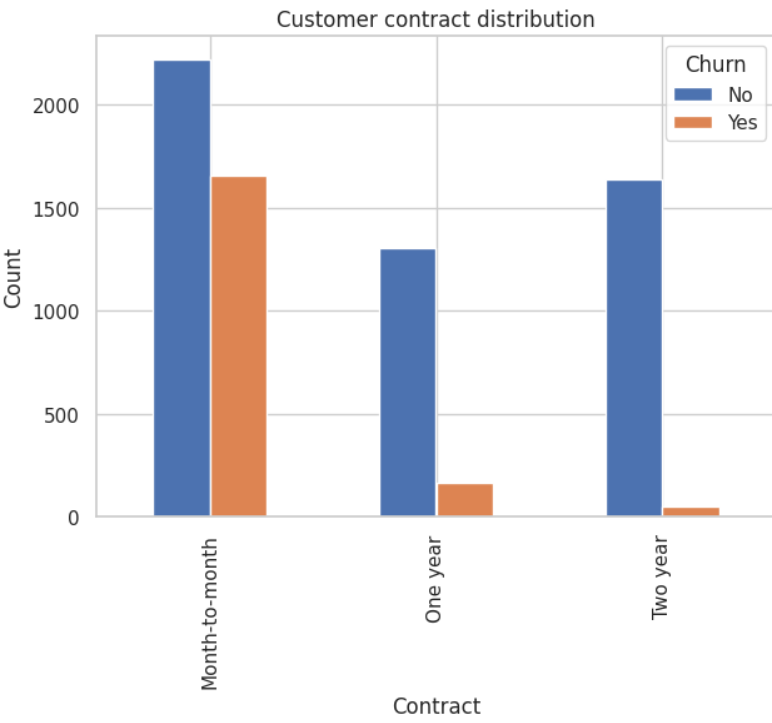 Customer contract distribution
Churn
No
Yes
2000
1500
1000
500
0
Count
Month-to-month
One year
Two year
Contract